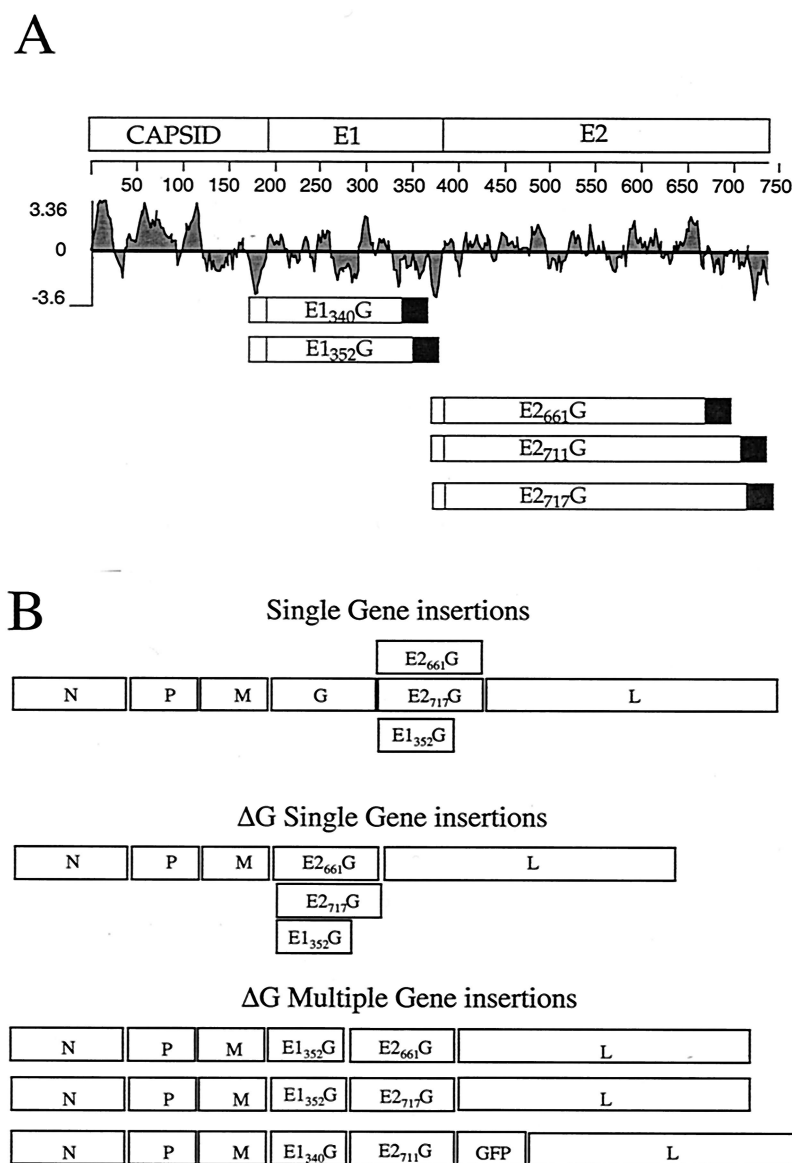 A
CAPSID E1 E2
50 100 150 200 250 300 350 400 450 500 550 600 650 700 750
3.36
0
-3.6
E1340G
E1352G
E2661G
E2711G
E2717G
B
Single Gene insertions
E2661G
N P M G E2717G L
E1352G
ΔG Single Gene insertions
N P M E2661G L
E2717G
E1352G
ΔG Multiple Gene insertions
N P M E1352G E2661G L
N P M E1352G E2717G L
N P M E1340G E2711G GFP L